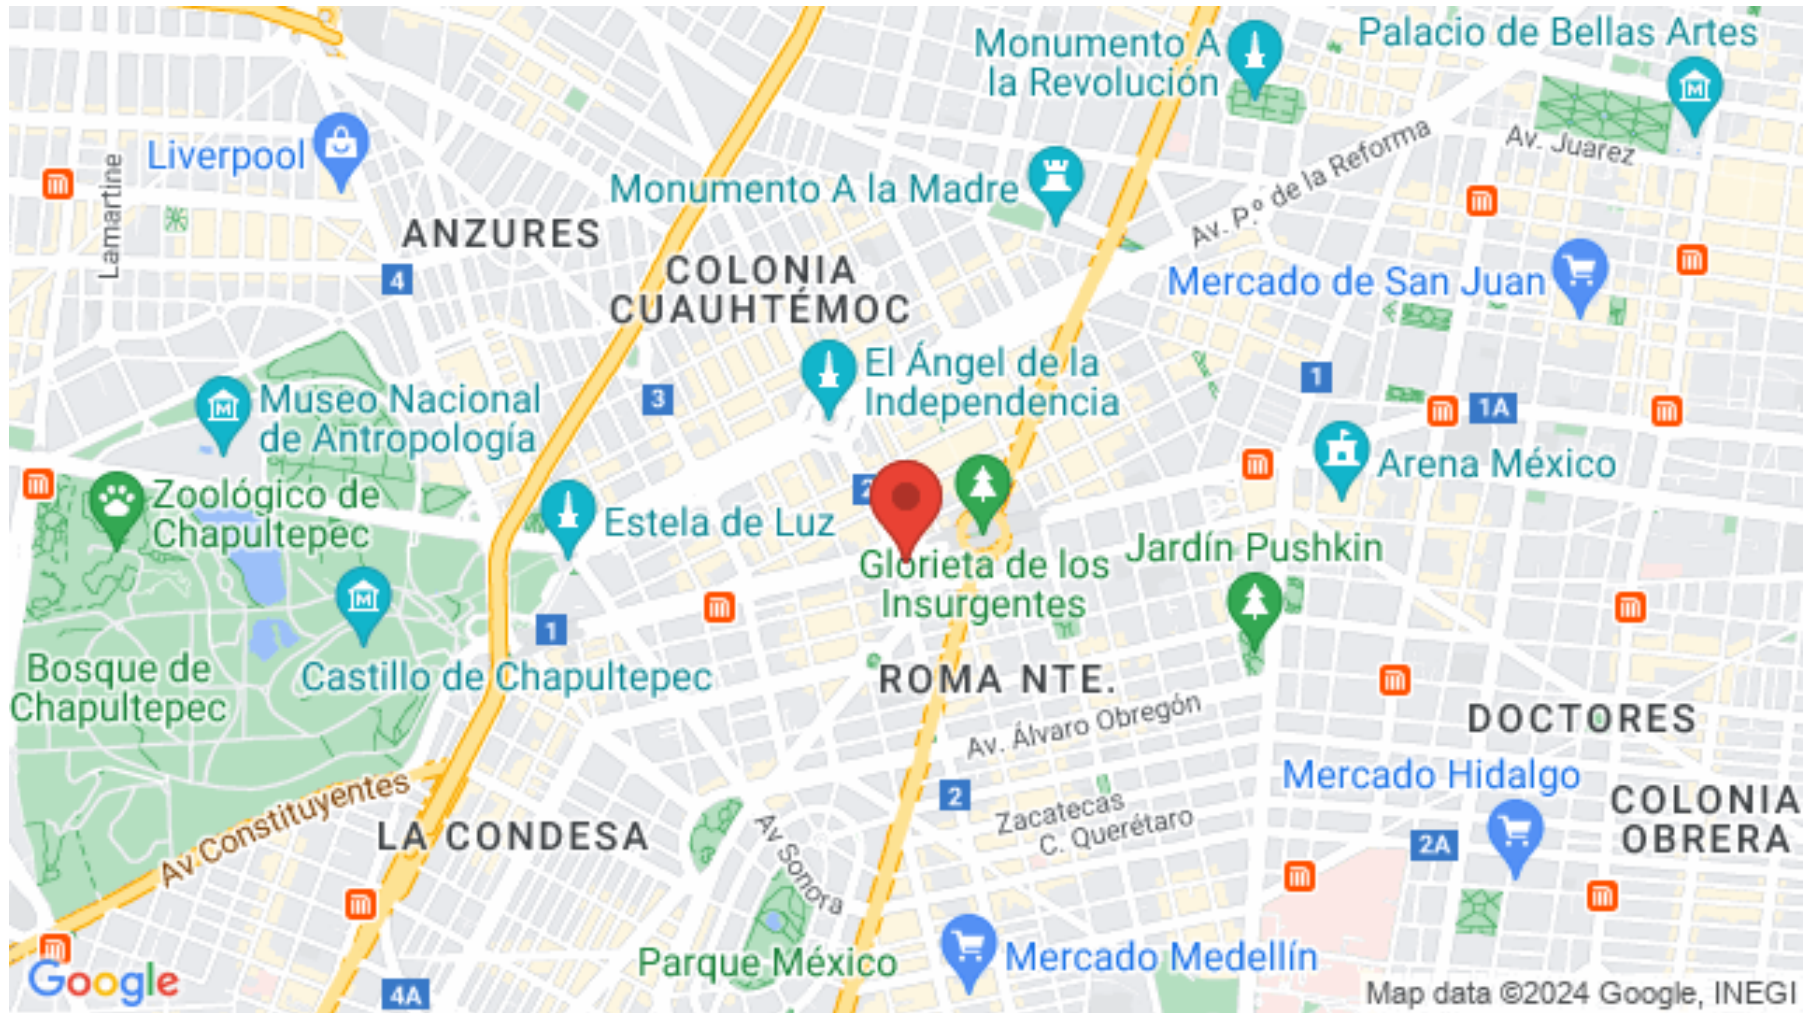 Monumento A
la Revolución
Palacio de Bellas Artes
Av. Juarez
Liverpool
Lamartine
Monumento A la Madre
Av. P.º de la Reforma
ANZURES
4
COLONIA
CUAUHTÉMOC
Mercado de San Juan
El Ángel de la
Independencia
3
1
1A
Museo Nacional
de Antropología
Arena México
Zoológico de
Chapultepec
Estela de Luz
2
Glorieta de los
Insurgentes
Jardín Pushkin
1
Bosque de
Chapultepec
Castillo de Chapultepec
ROMA NTE.
Av. Álvaro Obregón
DOCTORES
Av Constituyentes
LA CONDESA
Av Sonora
2
Zacatecas
C. Querétaro
Mercado Hidalgo
2A
COLONIA
OBRERA
Parque México
Mercado Medellín
4A
Google
Map data ©2024 Google, INEGI